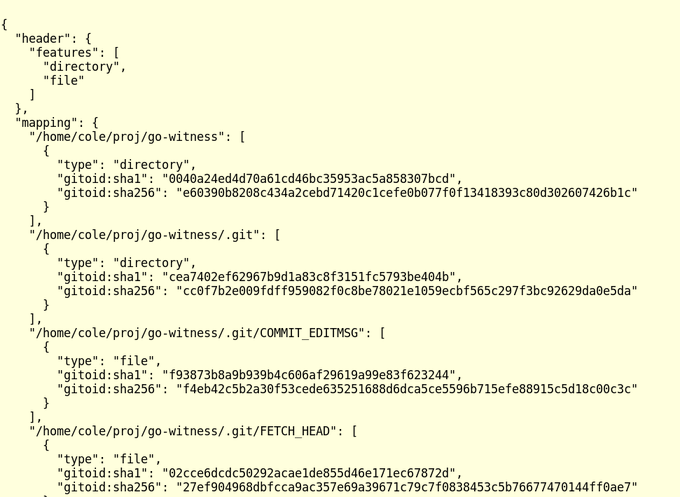 {
  "header": {
    "features": [
      "directory",
      "file"
    ]
  },
  "mapping": {
    "/home/cole/proj/go-witness": [
      {
        "type": "directory",
        "gitoid:sha1": "0040a24ed4d70a61cd46bc35953ac5a858307bcd",
        "gitoid:sha256": "e60390b8208c434a2cebd71420c1cefe0b077f0f13418393c80d302607426b1c"
      }
    ],
    "/home/cole/proj/go-witness/.git": [
      {
        "type": "directory",
        "gitoid:sha1": "cea7402ef62967b9d1a83c8f3151fc5793be404b",
        "gitoid:sha256": "cc0f7b2e009fdff959082f0c8be78021e1059ecbf565c297f3bc92629da0e5da"
      }
    ],
    "/home/cole/proj/go-witness/.git/COMMIT_EDITMSG": [
      {
        "type": "file",
        "gitoid:sha1": "f93873b8a9b939b4c606af29619a99e83f623244",
        "gitoid:sha256": "f4eb42c5b2a30f53cede635251688d6dca5ce5596b715efe88915c5d18c00c3c"
      }
    ],
    "/home/cole/proj/go-witness/.git/FETCH_HEAD": [
      {
        "type": "file",
        "gitoid:sha1": "02cce6dcdc50292acae1de855d46e171ec67872d",
        "gitoid:sha256": "27ef904968dbfcca9ac357e69a39671c79c7f0838453c5b76677470144ff0ae7"